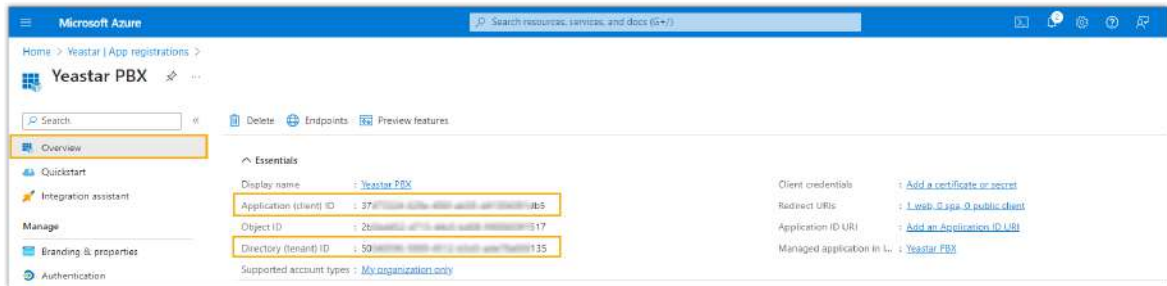 Microsoft Azure
Search resources, services, and docs (G+/)
2
Home > Yeastar | App registrations >
Yeastar PBX
Search
Delete
Endpoints
Preview features
Overview
Quickstart
Integration assistant
Manage
Branding & properties
Authentication
Essentials
Display name : Yeastar PBX
Application (client) ID : 37 db5
Object ID : 2b 517
Directory (tenant) ID : 50 135
Supported account types : My organization only
Client credentials : Add a certificate or secret
Redirect URIs : 1 web, 0 spa, 0 public client
Application ID URI : Add an Application ID URI
Managed application in l... : Yeastar PBX